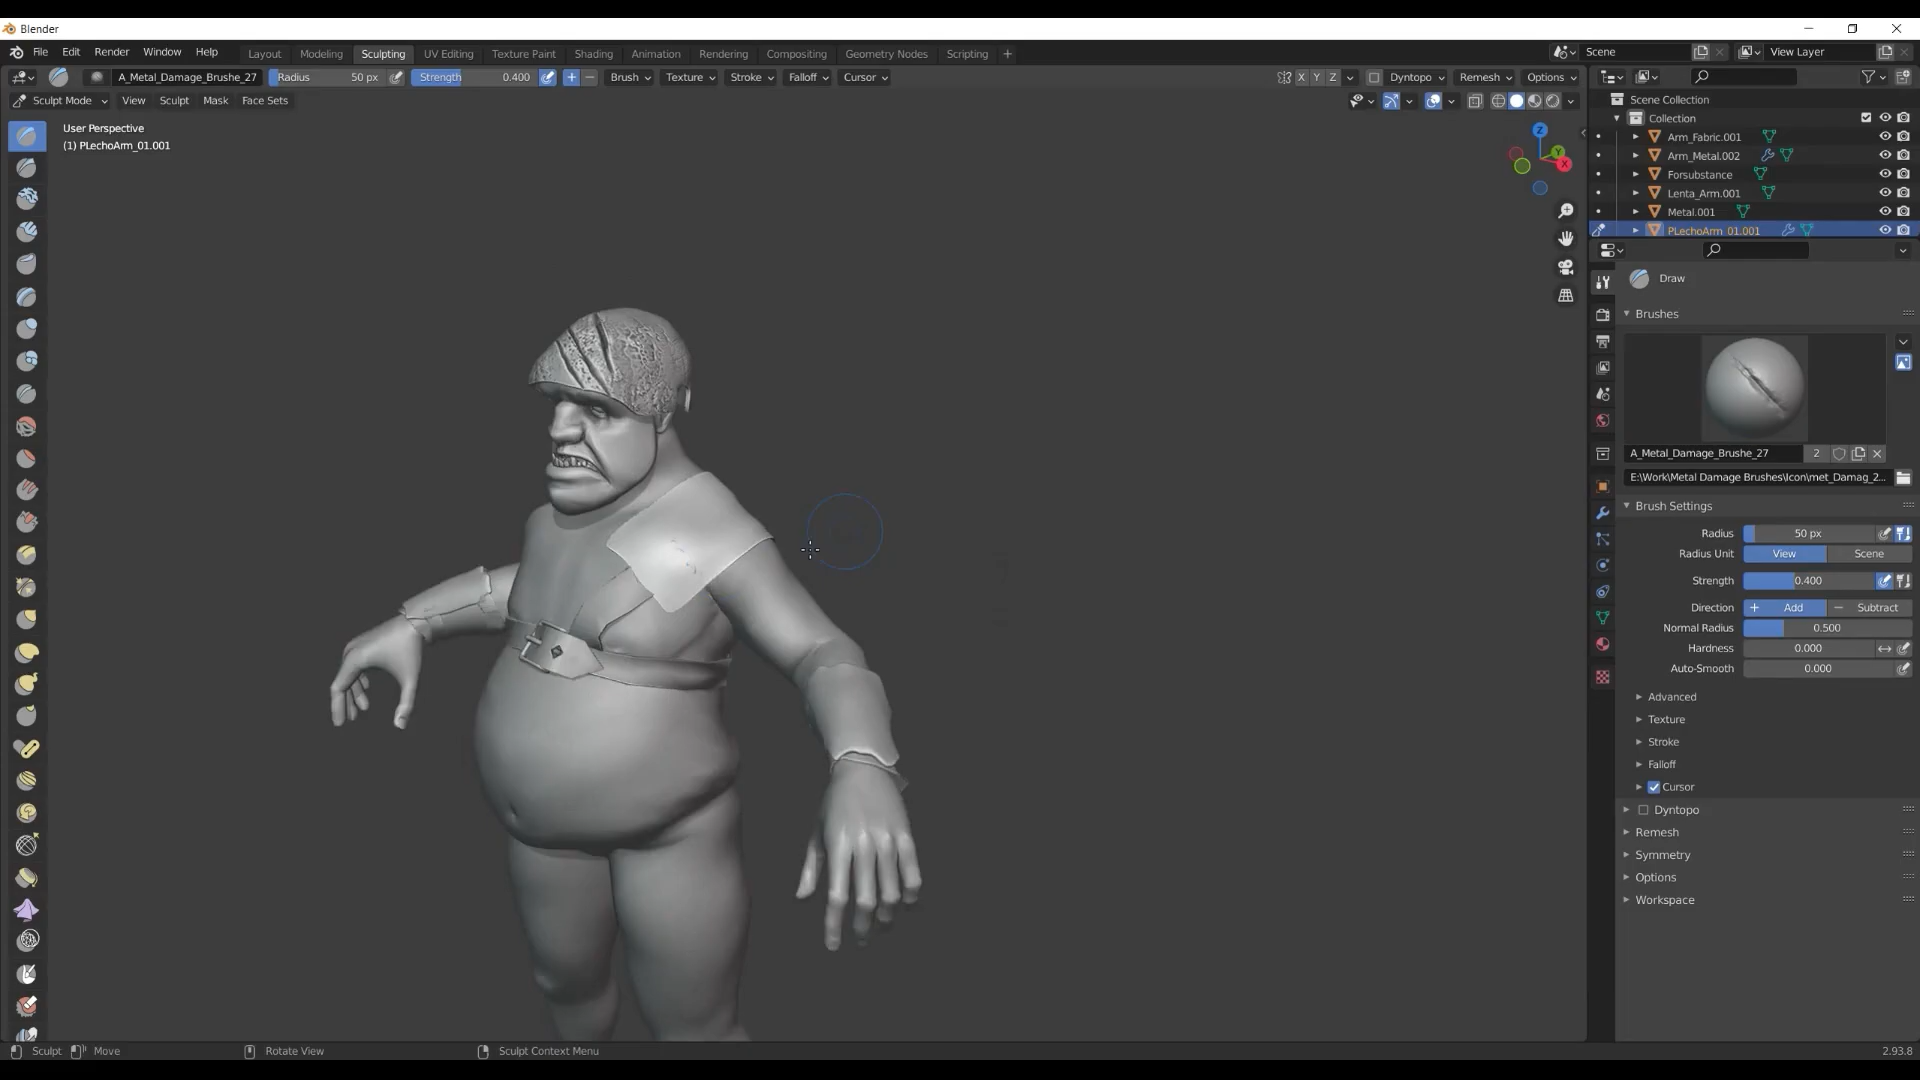 Blender
File Edit Render Window Help Layout Modeling Sculpting UV Editing Texture Paint Shading Animation Rendering Compositing Geometry Nodes Scripting + Scene View Layer
A_Metal_Damage_Brushe_27 Radius 50 px Strength 0.400 + − Brush Texture Stroke Falloff Cursor X Y Z Dyntopo Remesh Options
Sculpt Mode View Sculpt Mask Face Sets
User Perspective
(1) PLechoArm_01.001
Z
Y
X
Scene Collection
Collection
Arm_Fabric.001
Arm_Metal.002
Forsubstance
Lenta_Arm.001
Metal.001
PLechoArm_01.001
Draw
Brushes
A_Metal_Damage_Brushe_27 2
E:\Work\Metal Damage Brushes\Icon\met_Damag_2...
Brush Settings
Radius 50 px
Radius Unit View Scene
Strength 0.400
Direction + Add − Subtract
Normal Radius 0.500
Hardness 0.000
Auto-Smooth 0.000
Advanced
Texture
Stroke
Falloff
Cursor
Dyntopo
Remesh
Symmetry
Options
Workspace
Sculpt Move Rotate View Sculpt Context Menu 2.93.8